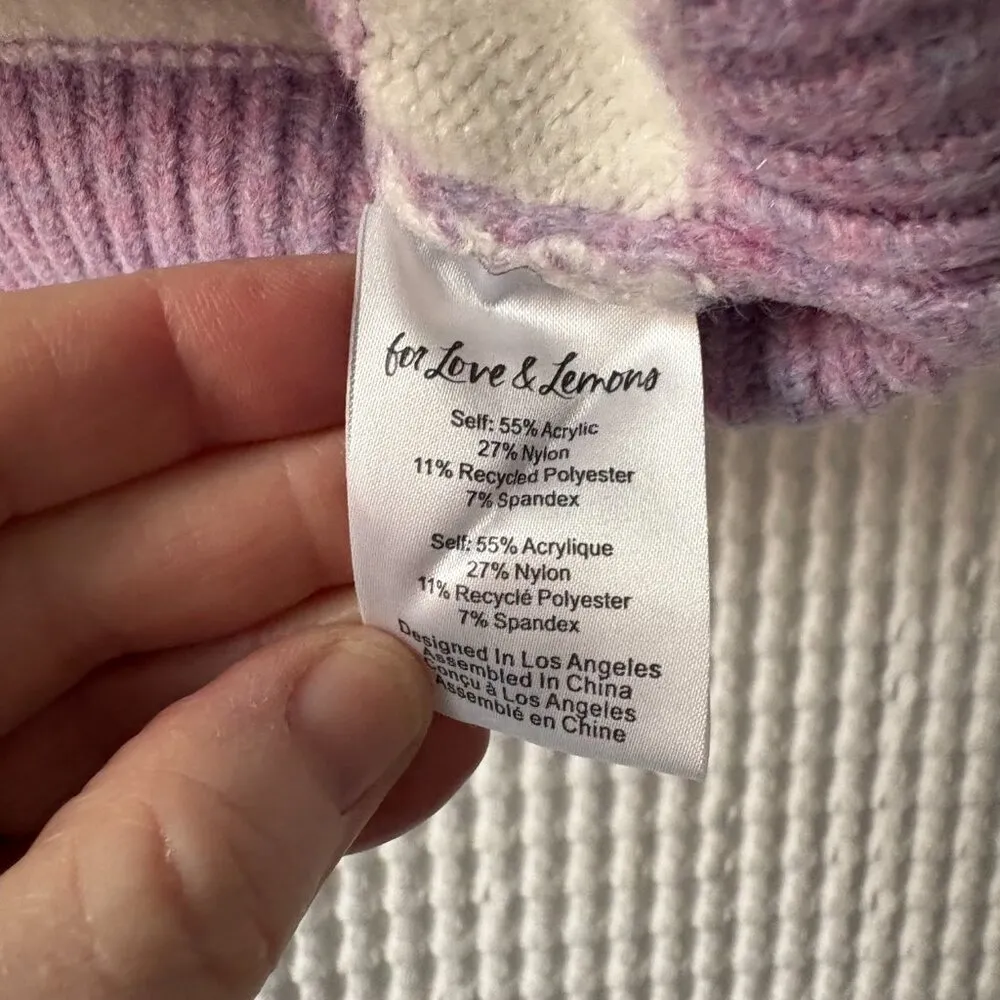 for Love & Lemons
Self: 55% Acrylic
27% Nylon
11% Recycled Polyester
7% Spandex
Self: 55% Acrylique
27% Nylon
11% Recyclé Polyester
7% Spandex
Designed In Los Angeles
Assembled In China
Conçu à Los Angeles
Assemblé en Chine